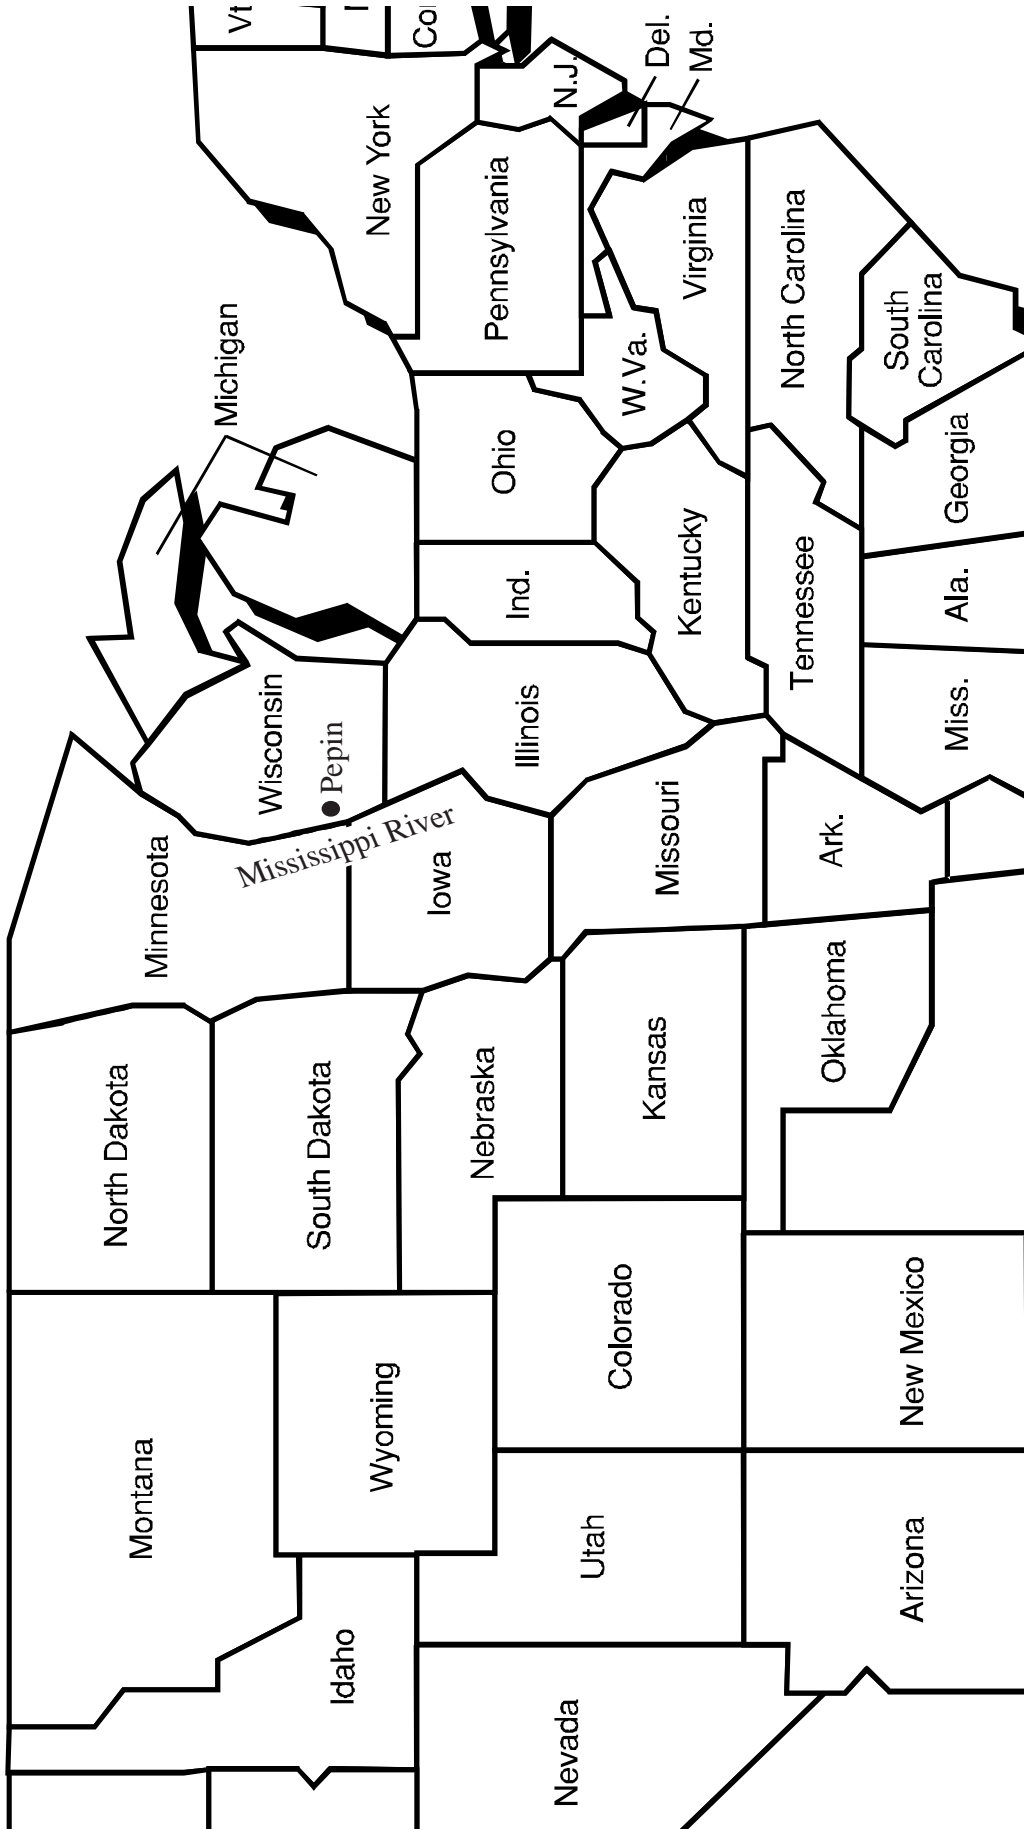 Montana
North Dakota
Minnesota
Michigan
Vt
Idaho
Wyoming
South Dakota
Wisconsin
Pepin
Mississippi River
New York
Co
Nevada
Utah
Nebraska
Iowa
Illinois
Ind.
Ohio
Pennsylvania
N.J.
Del.
Md.
Colorado
Kansas
Missouri
Kentucky
W.Va.
Virginia
Arizona
New Mexico
Oklahoma
Ark.
Tennessee
North Carolina
South
Carolina
Miss.
Ala.
Georgia